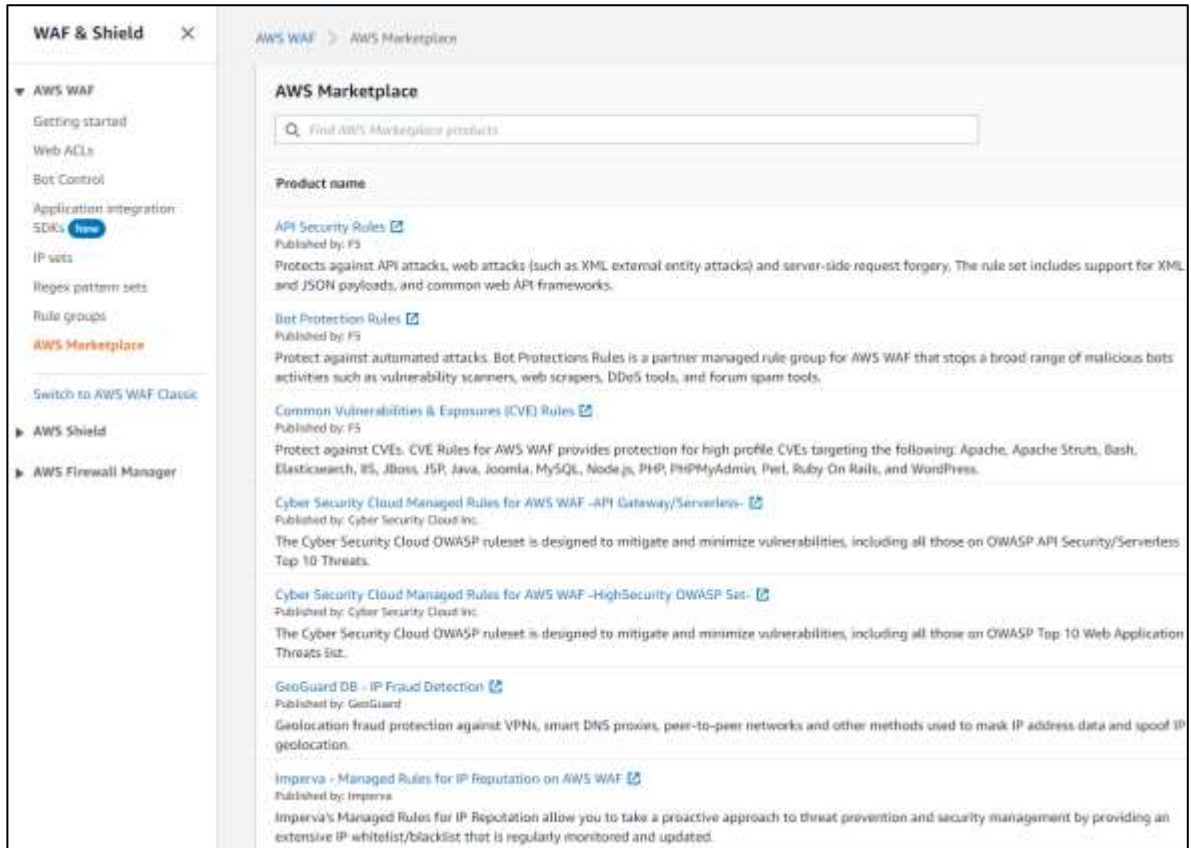 WAF & Shield
AWS WAF
Getting started
Web ACLs
Bot Control
Application integration
SDKs New
IP sets
Regex pattern sets
Rule groups
AWS Marketplace
Switch to AWS WAF Classic
AWS Shield
AWS Firewall Manager
AWS WAF > AWS Marketplace
AWS Marketplace
Find AWS Marketplace products
Product name
API Security Rules
Published by: F5
Protects against API attacks, web attacks (such as XML external entity attacks) and server-side request forgery. The rule set includes support for XML
and JSON payloads, and common web API frameworks.
Bot Protection Rules
Published by: F5
Protect against automated attacks. Bot Protections Rules is a partner managed rule group for AWS WAF that stops a broad range of malicious bots
activities such as vulnerability scanners, web scrapers, DDoS tools, and forum spam tools.
Common Vulnerabilities & Exposures (CVE) Rules
Published by: F5
Protect against CVEs. CVE Rules for AWS WAF provides protection for high profile CVEs targeting the following: Apache, Apache Struts, Bash,
Elasticsearch, IIS, JBoss, JSP, Java, Joomla, MySQL, Node.js, PHP, PHPMyAdmin, Perl, Ruby On Rails, and WordPress.
Cyber Security Cloud Managed Rules for AWS WAF -API Gateway/Serverless-
Published by: Cyber Security Cloud Inc.
The Cyber Security Cloud OWASP ruleset is designed to mitigate and minimize vulnerabilities, including all those on OWASP API Security/Serverless
Top 10 Threats.
Cyber Security Cloud Managed Rules for AWS WAF -HighSecurity OWASP Set-
Published by: Cyber Security Cloud Inc.
The Cyber Security Cloud OWASP ruleset is designed to mitigate and minimize vulnerabilities, including all those on OWASP Top 10 Web Application
Threats list.
GeoGuard DB - IP Fraud Detection
Published by: GeoGuard
Geolocation fraud protection against VPNs, smart DNS proxies, peer-to-peer networks and other methods used to mask IP address data and spoof IP
geolocation.
Imperva - Managed Rules for IP Reputation on AWS WAF
Published by: Imperva
Imperva's Managed Rules for IP Reputation allow you to take a proactive approach to threat prevention and security management by providing an
extensive IP whitelist/blacklist that is regularly monitored and updated.